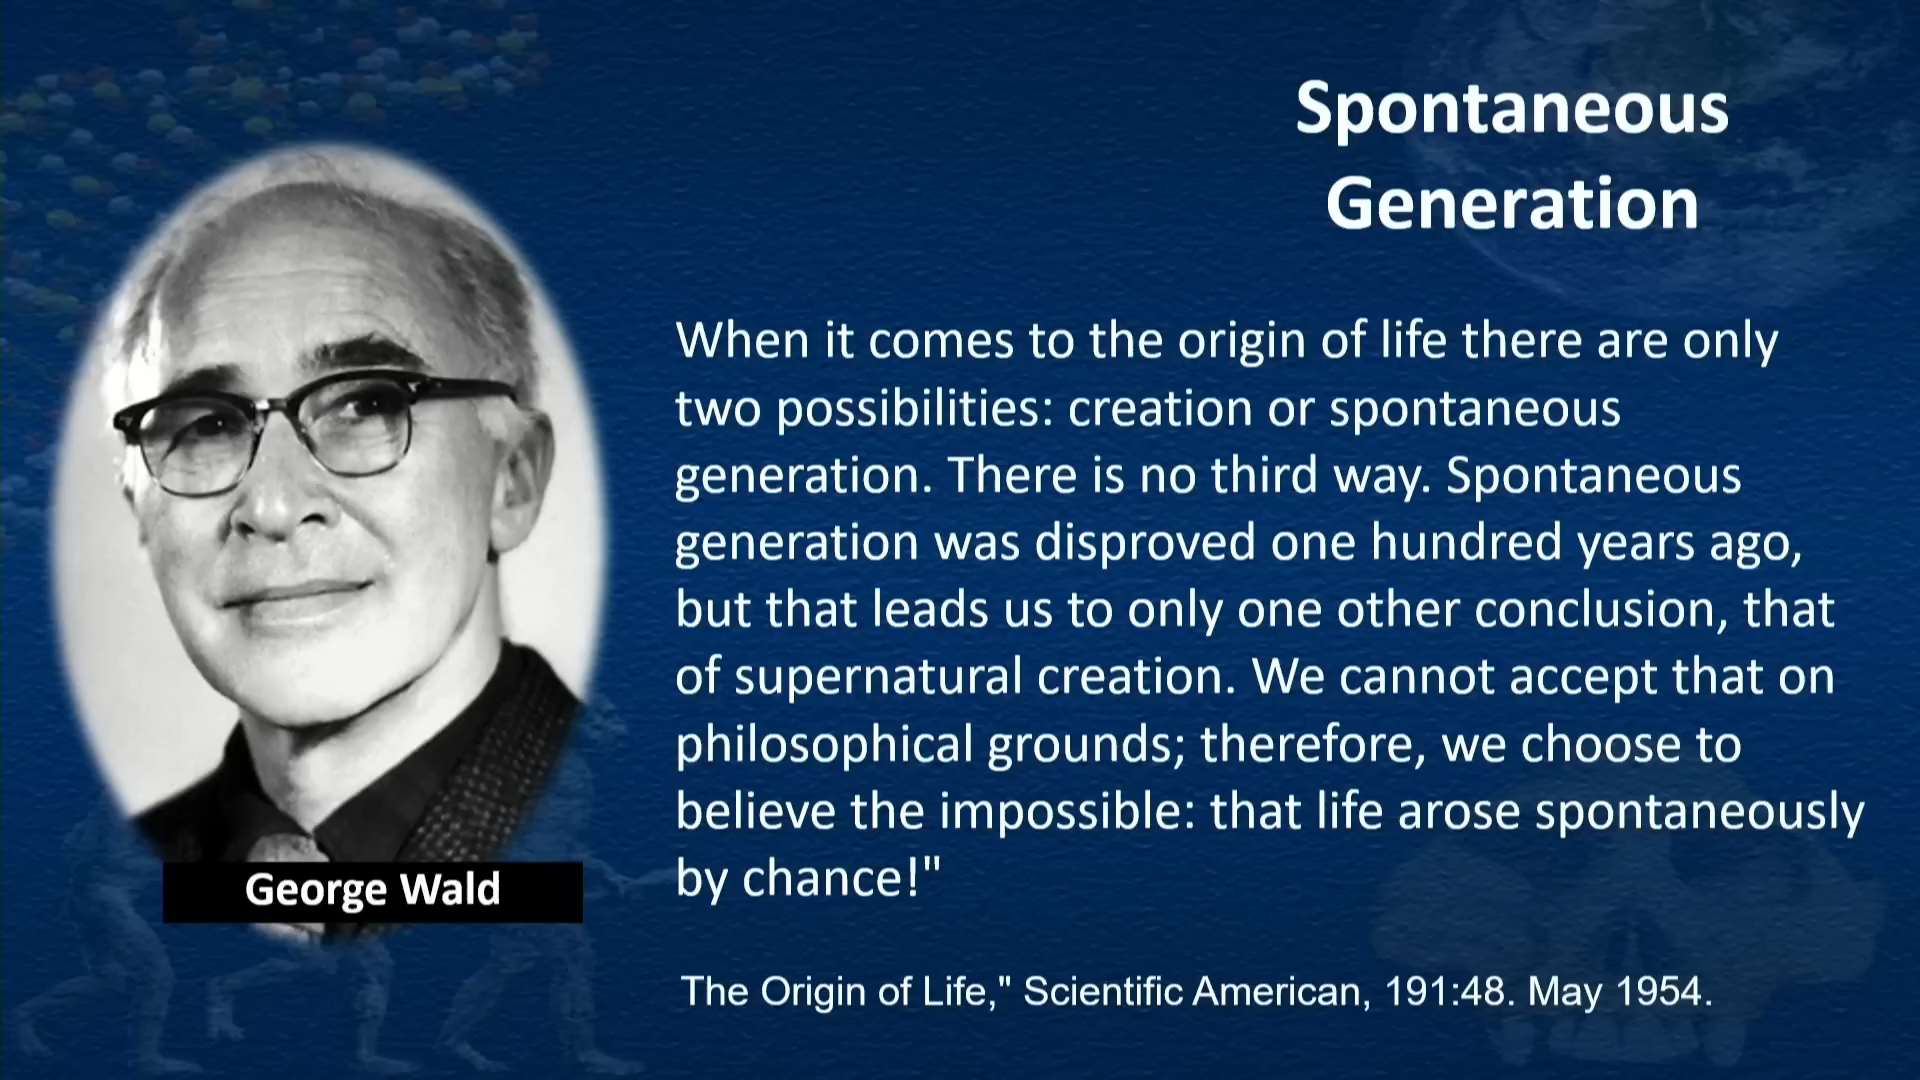 Spontaneous
Generation
When it comes to the origin of life there are only
two possibilities: creation or spontaneous
generation. There is no third way. Spontaneous
generation was disproved one hundred years ago,
but that leads us to only one other conclusion, that
of supernatural creation. We cannot accept that on
philosophical grounds; therefore, we choose to
believe the impossible: that life arose spontaneously
by chance!"
George Wald
The Origin of Life," Scientific American, 191:48. May 1954.